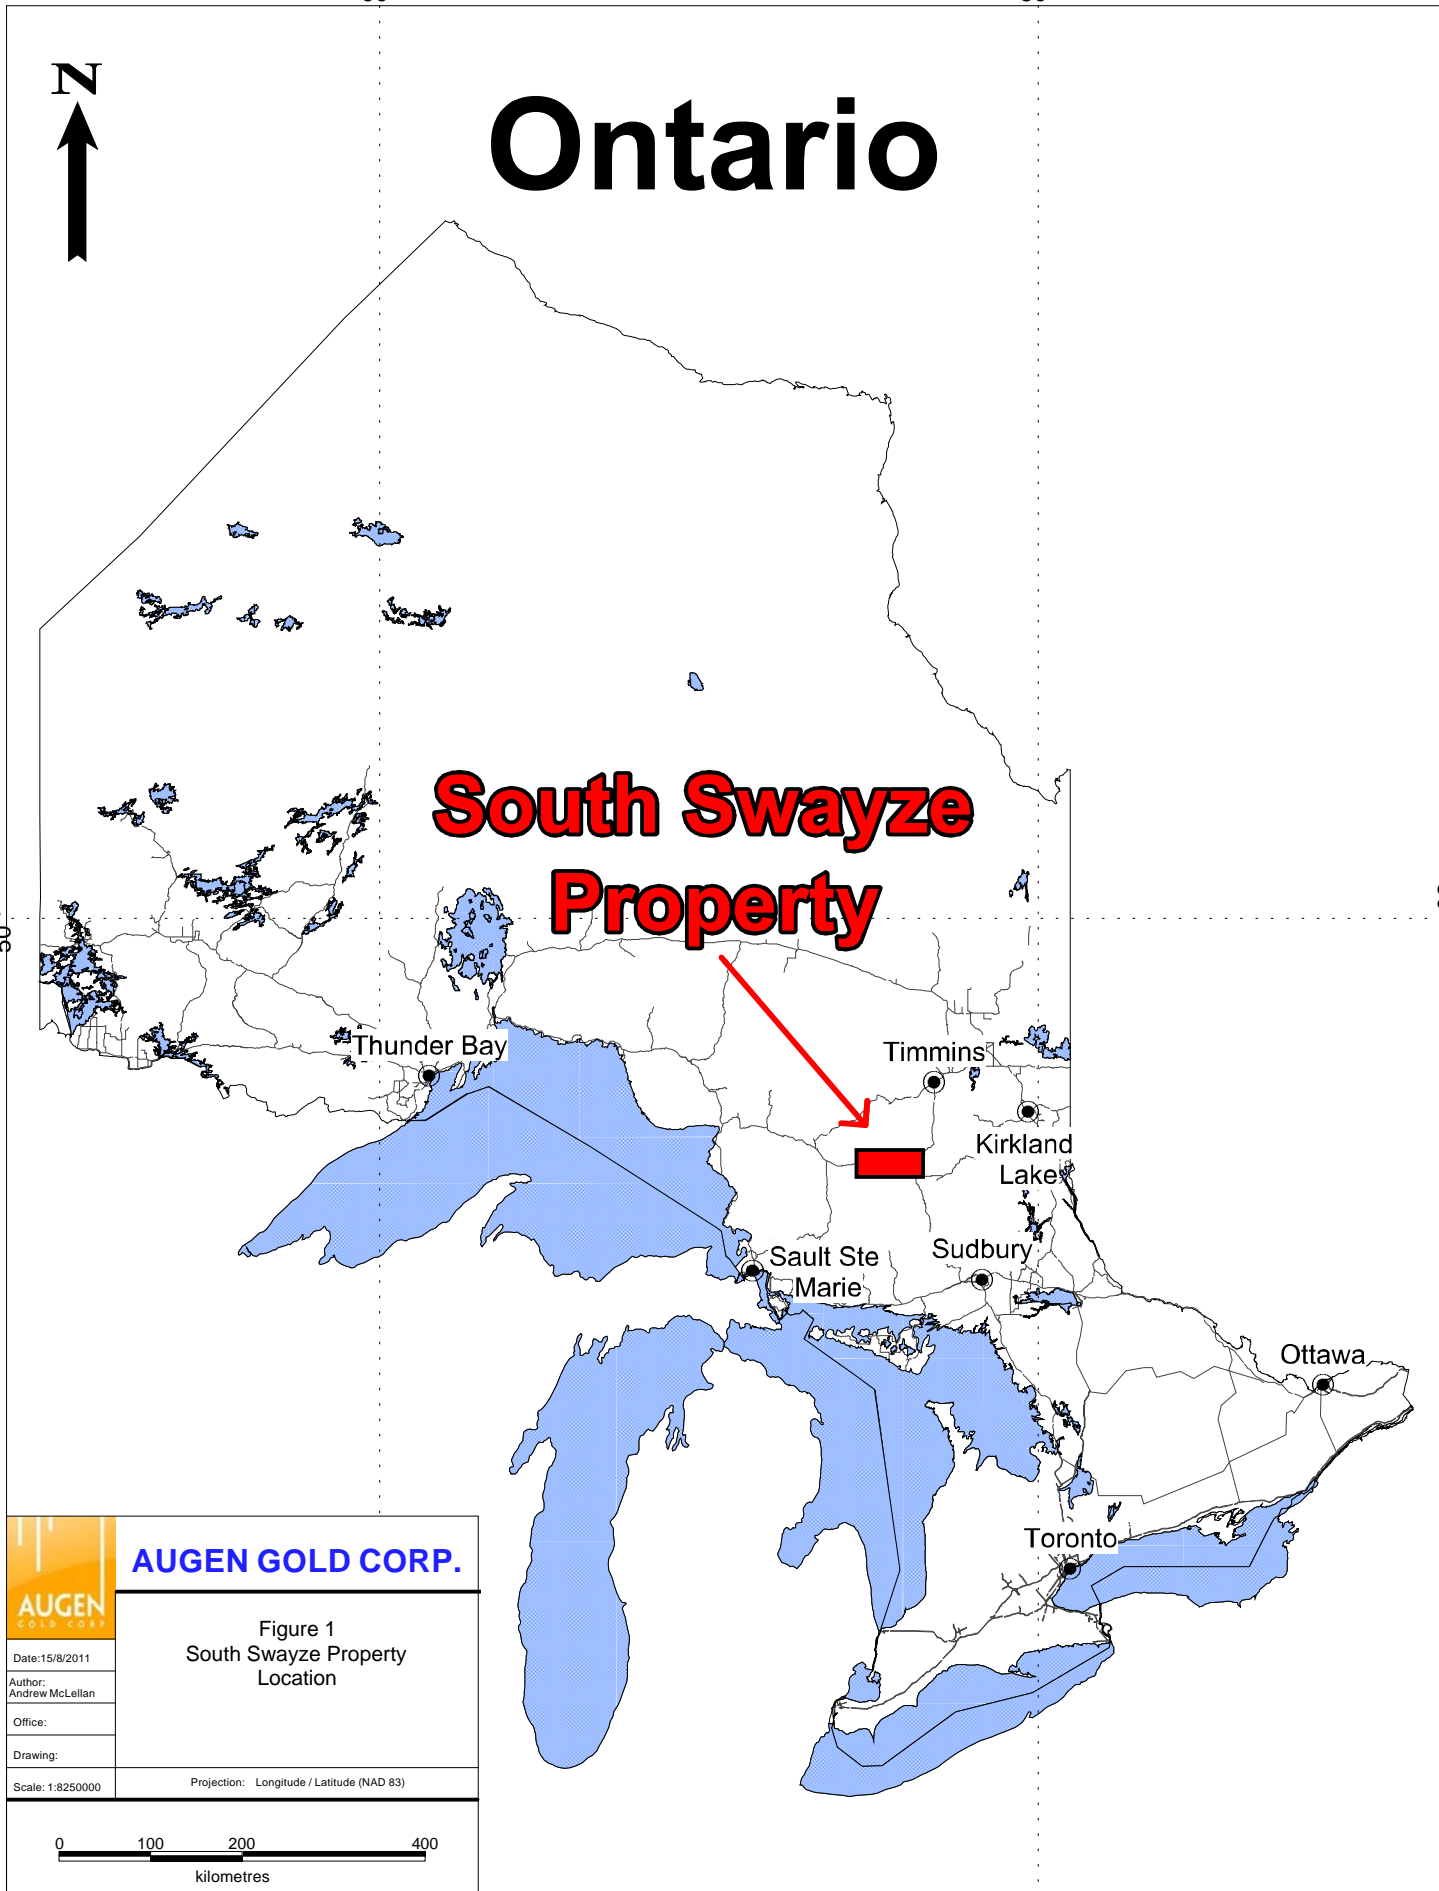 N
Ontario
South Swayze
Property
50°
Thunder Bay
Timmins
Kirkland
Lake
Sault Ste
Marie
Sudbury
Ottawa
Toronto
AUGEN
GOLD CORP
AUGEN GOLD CORP.
Figure 1
South Swayze Property
Location
Date:15/8/2011
Author:
Andrew McLellan
Office:
Drawing:
Scale: 1:8250000
Projection: Longitude / Latitude (NAD 83)
0 100 200 400
kilometres